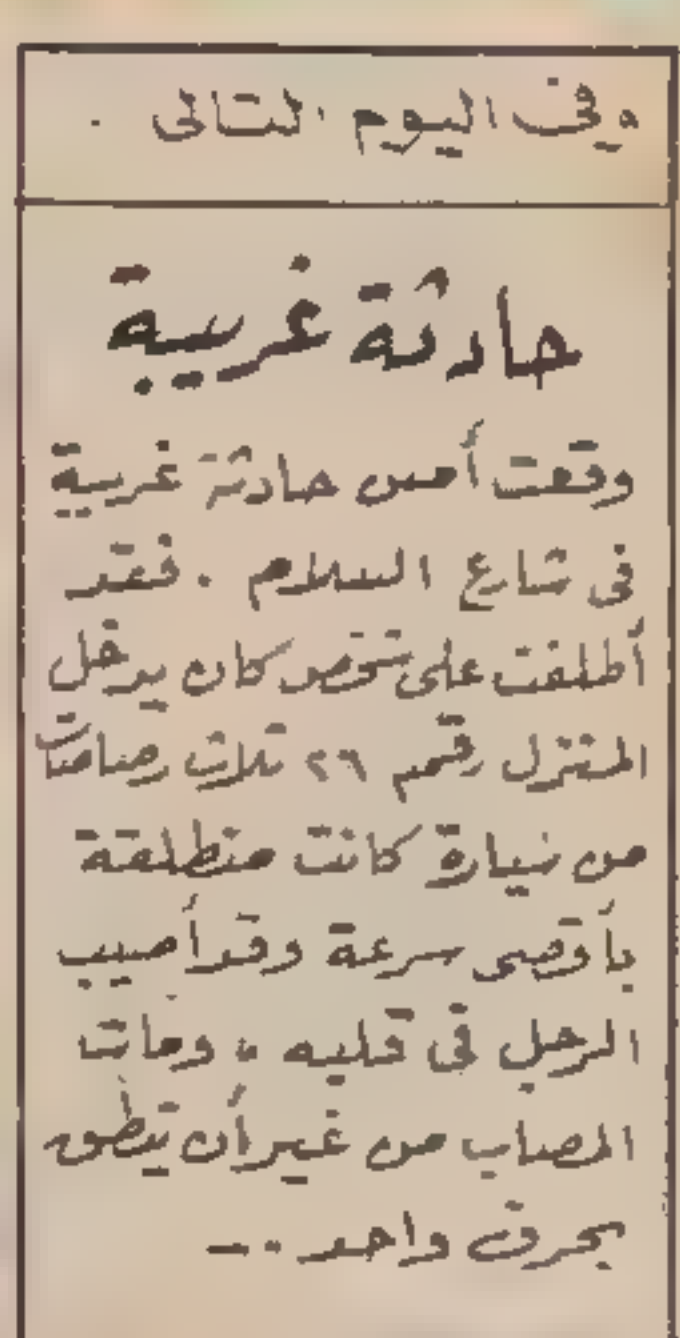 وفى اليوم التالى .
حادثة غريبة
وقعت أمس حادثة غريبة
فى شارع السلام . فقد
أطلقت على شخص كان يدخل
المنزل رقم ٢٦ ثلاث رصاصات
من سيارة كانت منطلقة
بأقصى سرعة وقد أصيب
الرجل فى قلبه ، ومات
المصاب من غير أن ينطق
بحرف واحد . ــ